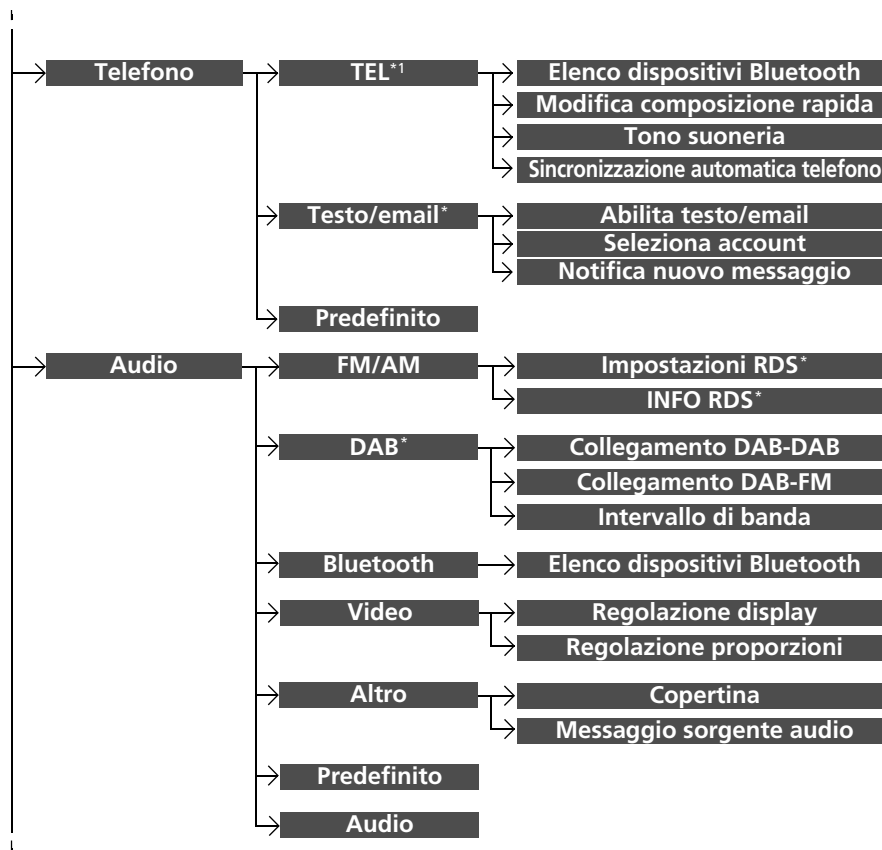 Telefono
TEL*1
Elenco dispositivi Bluetooth
Modifica composizione rapida
Tono suoneria
Sincronizzazione automatica telefono
Testo/email*
Abilita testo/email
Seleziona account
Notifica nuovo messaggio
Predefinito
Audio
FM/AM
Impostazioni RDS*
INFO RDS*
DAB*
Collegamento DAB-DAB
Collegamento DAB-FM
Intervallo di banda
Bluetooth
Elenco dispositivi Bluetooth
Video
Regolazione display
Regolazione proporzioni
Altro
Copertina
Messaggio sorgente audio
Predefinito
Audio